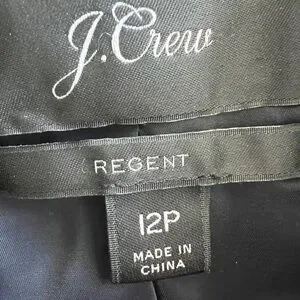 J.Crew
REGENT
12P
MADE IN
CHINA